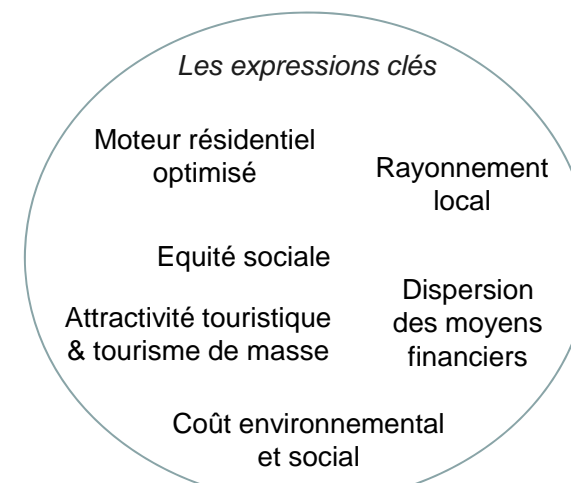 Les expressions clés
Moteur résidentiel
optimisé
Rayonnement
local
Equité sociale
Dispersion
des moyens
financiers
Attractivité touristique
& tourisme de masse
Coût environnemental
et social